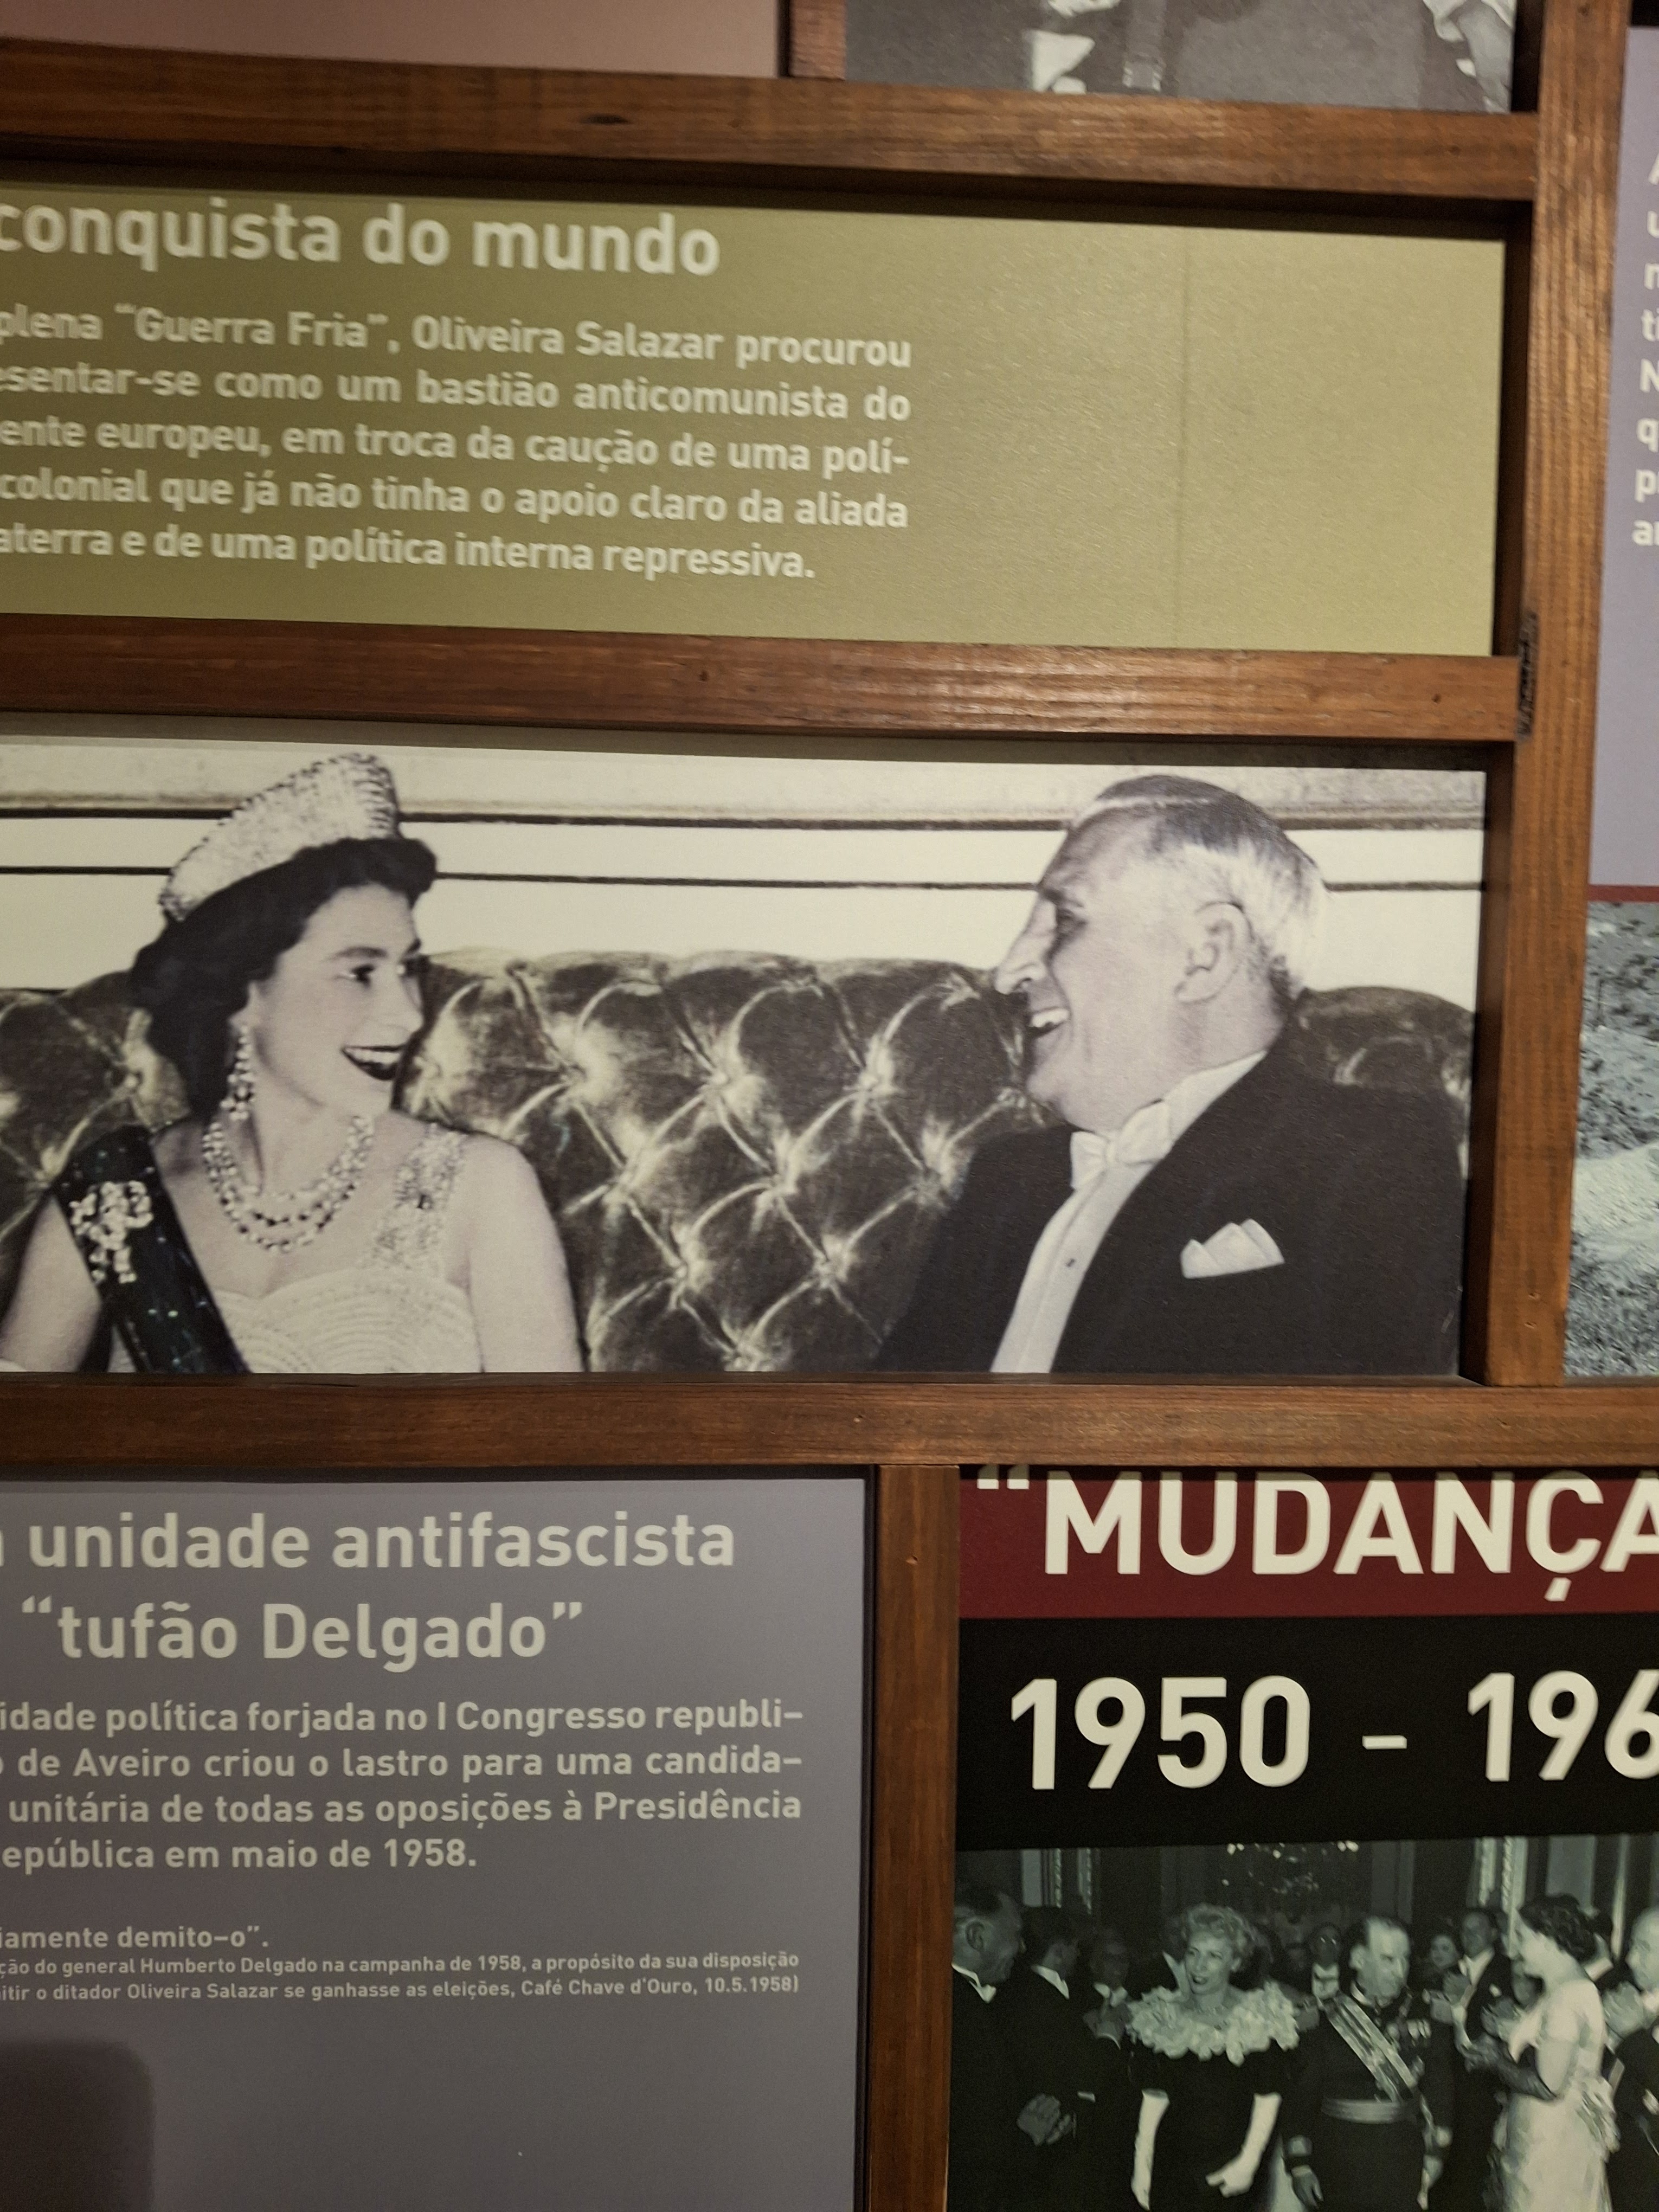 conquista do mundo
plena “Guerra Fria”, Oliveira Salazar procurou
esentar-se como um bastião anticomunista do
ente europeu, em troca da caução de uma polí-
colonial que já não tinha o apoio claro da aliada
aterra e de uma política interna repressiva.
unidade antifascista
“tufão Delgado”
idade política forjada no I Congresso republi-
de Aveiro criou o lastro para uma candida-
unitária de todas as oposições à Presidência
epública em maio de 1958.
iamente demito-o”.
ção do general Humberto Delgado na campanha de 1958, a propósito da sua disposição
itir o ditador Oliveira Salazar se ganhasse as eleições, Café Chave d'Ouro, 10.5.1958)
“MUDANÇA
1950 - 196